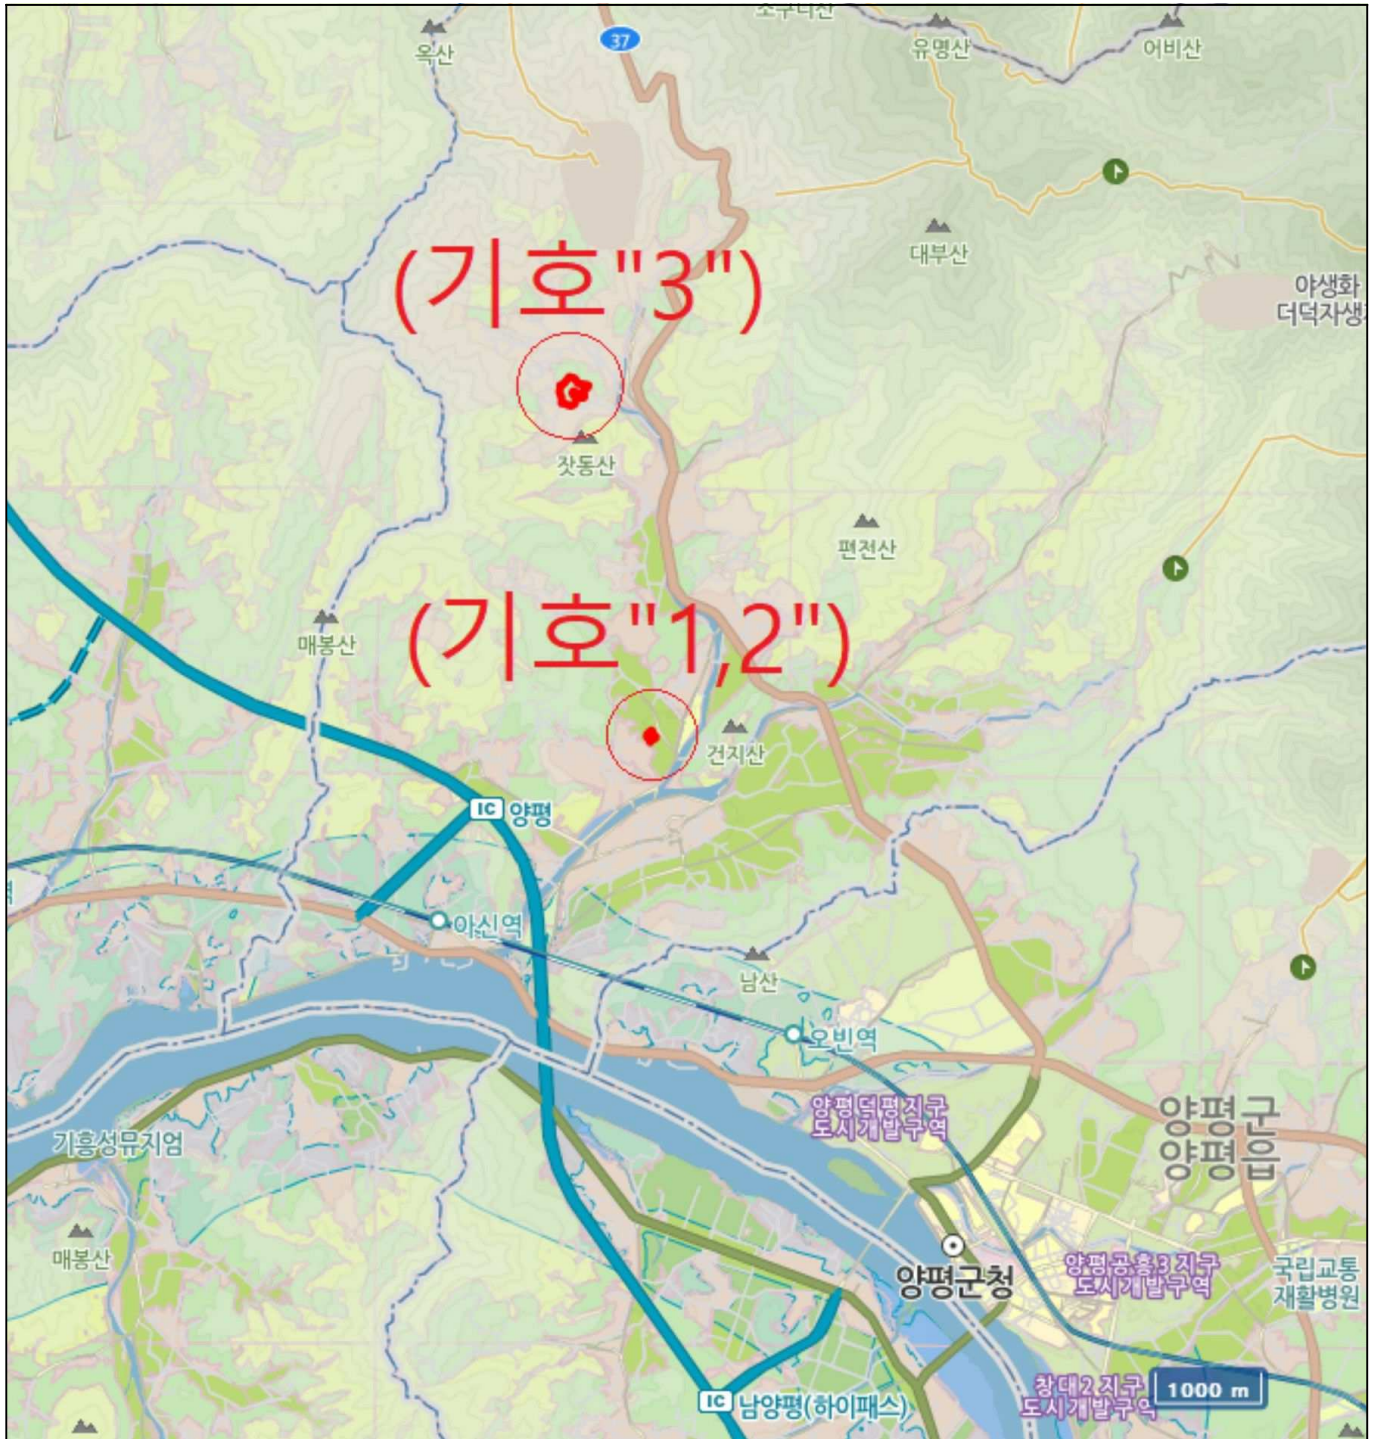 37
옥산
유명산
어비산
대부산
야생화
(기호"3")
잣동산
편전산
(기호"1,2")
매봉산
건지산
IC 양평
아신역
남산
오빈역
양평덕평지구
도시개발구역
양평군
양평읍
기흥성뮤지엄
매봉산
양평군청
양평공흥3지구
도시개발구역
국립교통
재활병원
IC 남양평(하이패스)
창대2지구
도시개발구역
1000 m